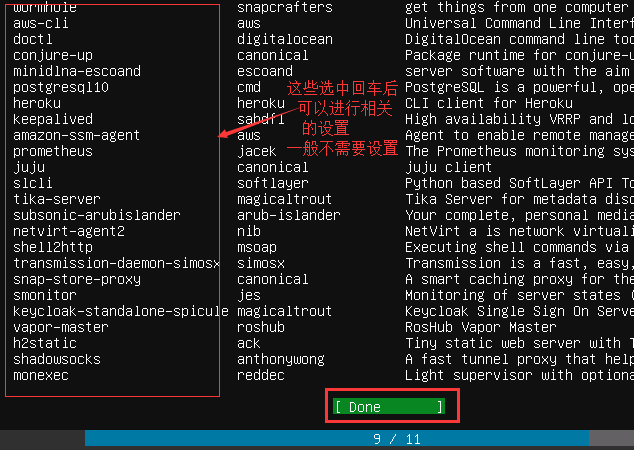 wormhole snapcrafters get things from one computer
aws-cli aws Universal Command Line Interf
doctl digitalocean DigitalOcean command line too
conjure-up canonical Package runtime for conjure-u
minidlna-escoand escoand server software with the aim
postgresql10 cmd PostgreSQL is a powerful, ope
heroku heroku CLI client for Heroku
keepalived sabdfl High availability VRRP and lo
amazon-ssm-agent aws Agent to enable remote manage
prometheus jacek The Prometheus monitoring sys
juju canonical juju client
slcli softlayer Python based SoftLayer API To
tika-server magicaltrout Tika Server for metadata disc
subsonic-arubislander arub-islander Your complete, personal media
netvirt-agent2 nib NetVirt a is network virtuali
shell2http msoap Executing shell commands via
transmission-daemon-simosx simosx Transmission is a fast, easy,
snap-store-proxy canonical A smart caching proxy for the
smonitor jes Monitoring of server states (
keycloak-standalone-spicule magicaltrout Keycloak Single Sign On Serve
vapor-master roshub RosHub Vapor Master
h2static ack Tiny static web server with T
shadowsocks anthonywong A fast tunnel proxy that help
monexec reddec Light supervisor with optiona
这些选中回车后
可以进行相关
的设置
一般不需要设置
[ Done ]
9 / 11